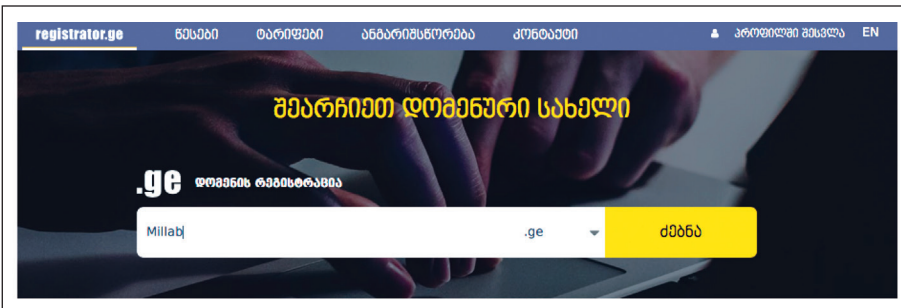 registrator.ge წესები ტარიფები ანგარიშსწორება კონტაქტი პროფილში შესვლა EN
შეარჩიეთ დომენური სახელი
.ge დომენის რეგისტრაცია
Millab .ge ძებნა